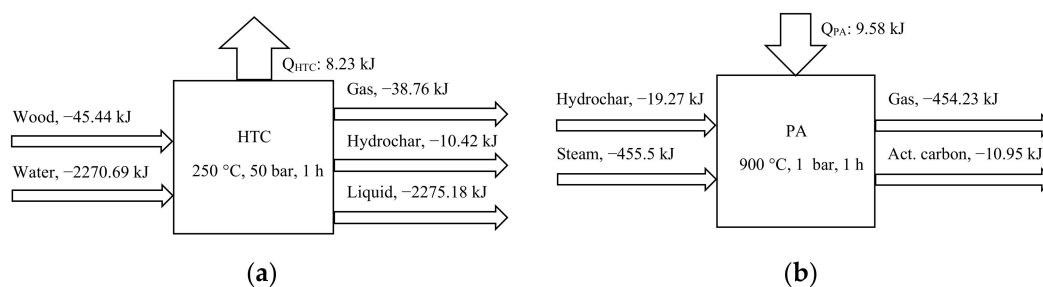 Q_HTC: 8.23 kJ
Wood, −45.44 kJ
Water, −2270.69 kJ
HTC
250 °C, 50 bar, 1 h
Gas, −38.76 kJ
Hydrochar, −10.42 kJ
Liquid, −2275.18 kJ
(a)
Q_PA: 9.58 kJ
Hydrochar, −19.27 kJ
Steam, −455.5 kJ
PA
900 °C, 1 bar, 1 h
Gas, −454.23 kJ
Act. carbon, −10.95 kJ
(b)